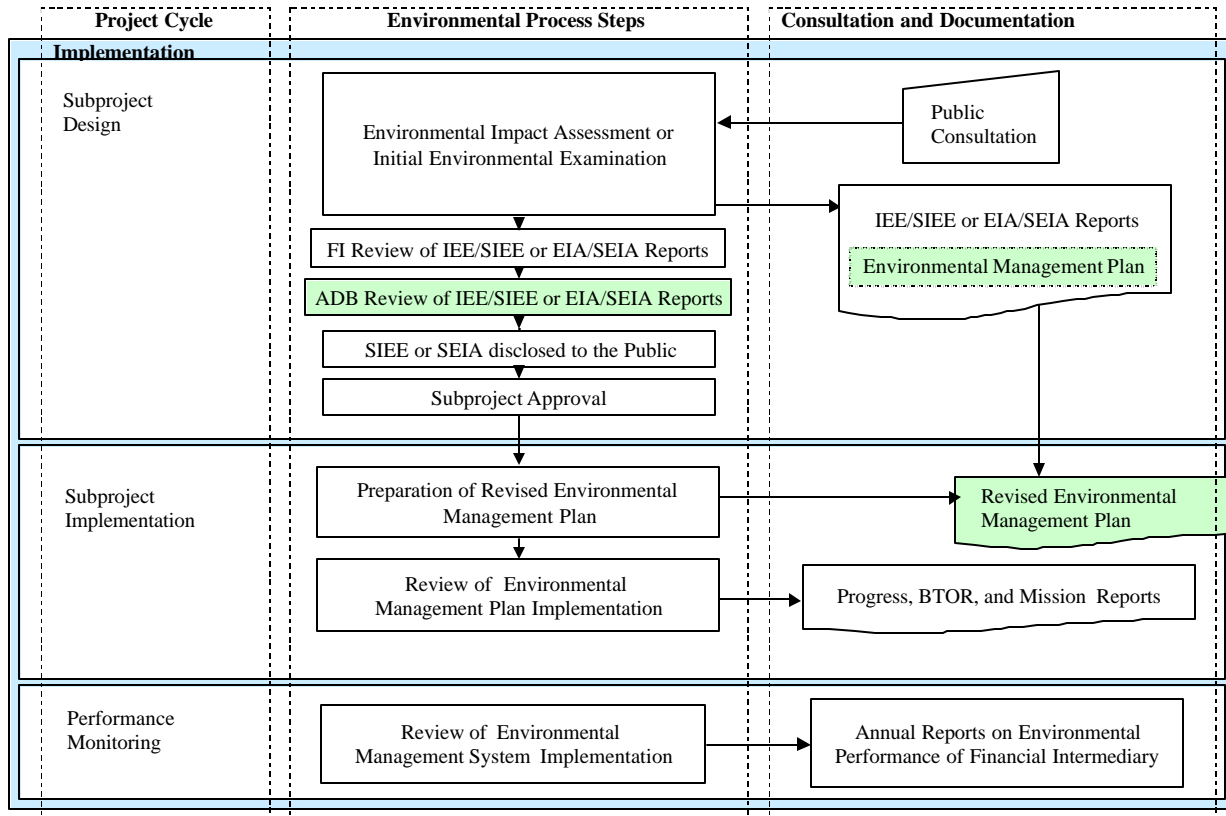 Project Cycle
Environmental Process Steps
Consultation and Documentation
Implementation
Subproject
Design
Environmental Impact Assessment or
Initial Environmental Examination
Public
Consultation
IEE/SIEE or EIA/SEIA Reports
Environmental Management Plan
FI Review of IEE/SIEE or EIA/SEIA Reports
ADB Review of IEE/SIEE or EIA/SEIA Reports
SIEE or SEIA disclosed to the Public
Subproject Approval
Subproject
Implementation
Preparation of Revised Environmental
Management Plan
Revised Environmental
Management Plan
Review of Environmental
Management Plan Implementation
Progress, BTOR, and Mission Reports
Performance
Monitoring
Review of Environmental
Management System Implementation
Annual Reports on Environmental
Performance of Financial Intermediary